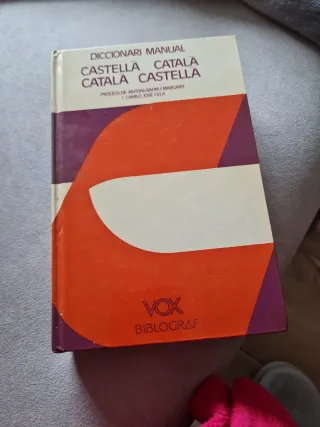 DICCIONARI MANUAL
CASTELLÀ CATALÀ
CATALÀ CASTELLÀ
PRÒLEGS DE ANTONI BADIA I MARGARIT
I CAMILO JOSÉ CELA
VOX
BIBLOGRAF